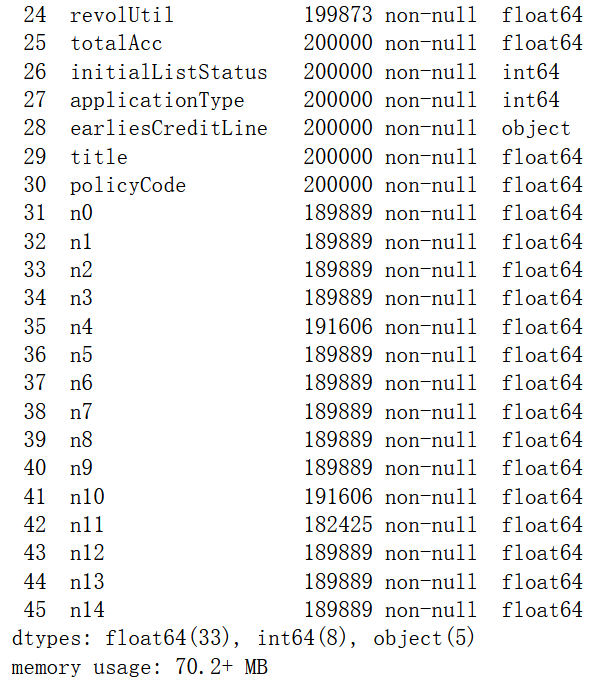 24 revolUtil 199873 non-null float64
25 totalAcc 200000 non-null float64
26 initialListStatus 200000 non-null int64
27 applicationType 200000 non-null int64
28 earliesCreditLine 200000 non-null object
29 title 200000 non-null float64
30 policyCode 200000 non-null float64
31 n0 189889 non-null float64
32 n1 189889 non-null float64
33 n2 189889 non-null float64
34 n3 189889 non-null float64
35 n4 191606 non-null float64
36 n5 189889 non-null float64
37 n6 189889 non-null float64
38 n7 189889 non-null float64
39 n8 189889 non-null float64
40 n9 189889 non-null float64
41 n10 191606 non-null float64
42 n11 182425 non-null float64
43 n12 189889 non-null float64
44 n13 189889 non-null float64
45 n14 189889 non-null float64
dtypes: float64(33), int64(8), object(5)
memory usage: 70.2+ MB